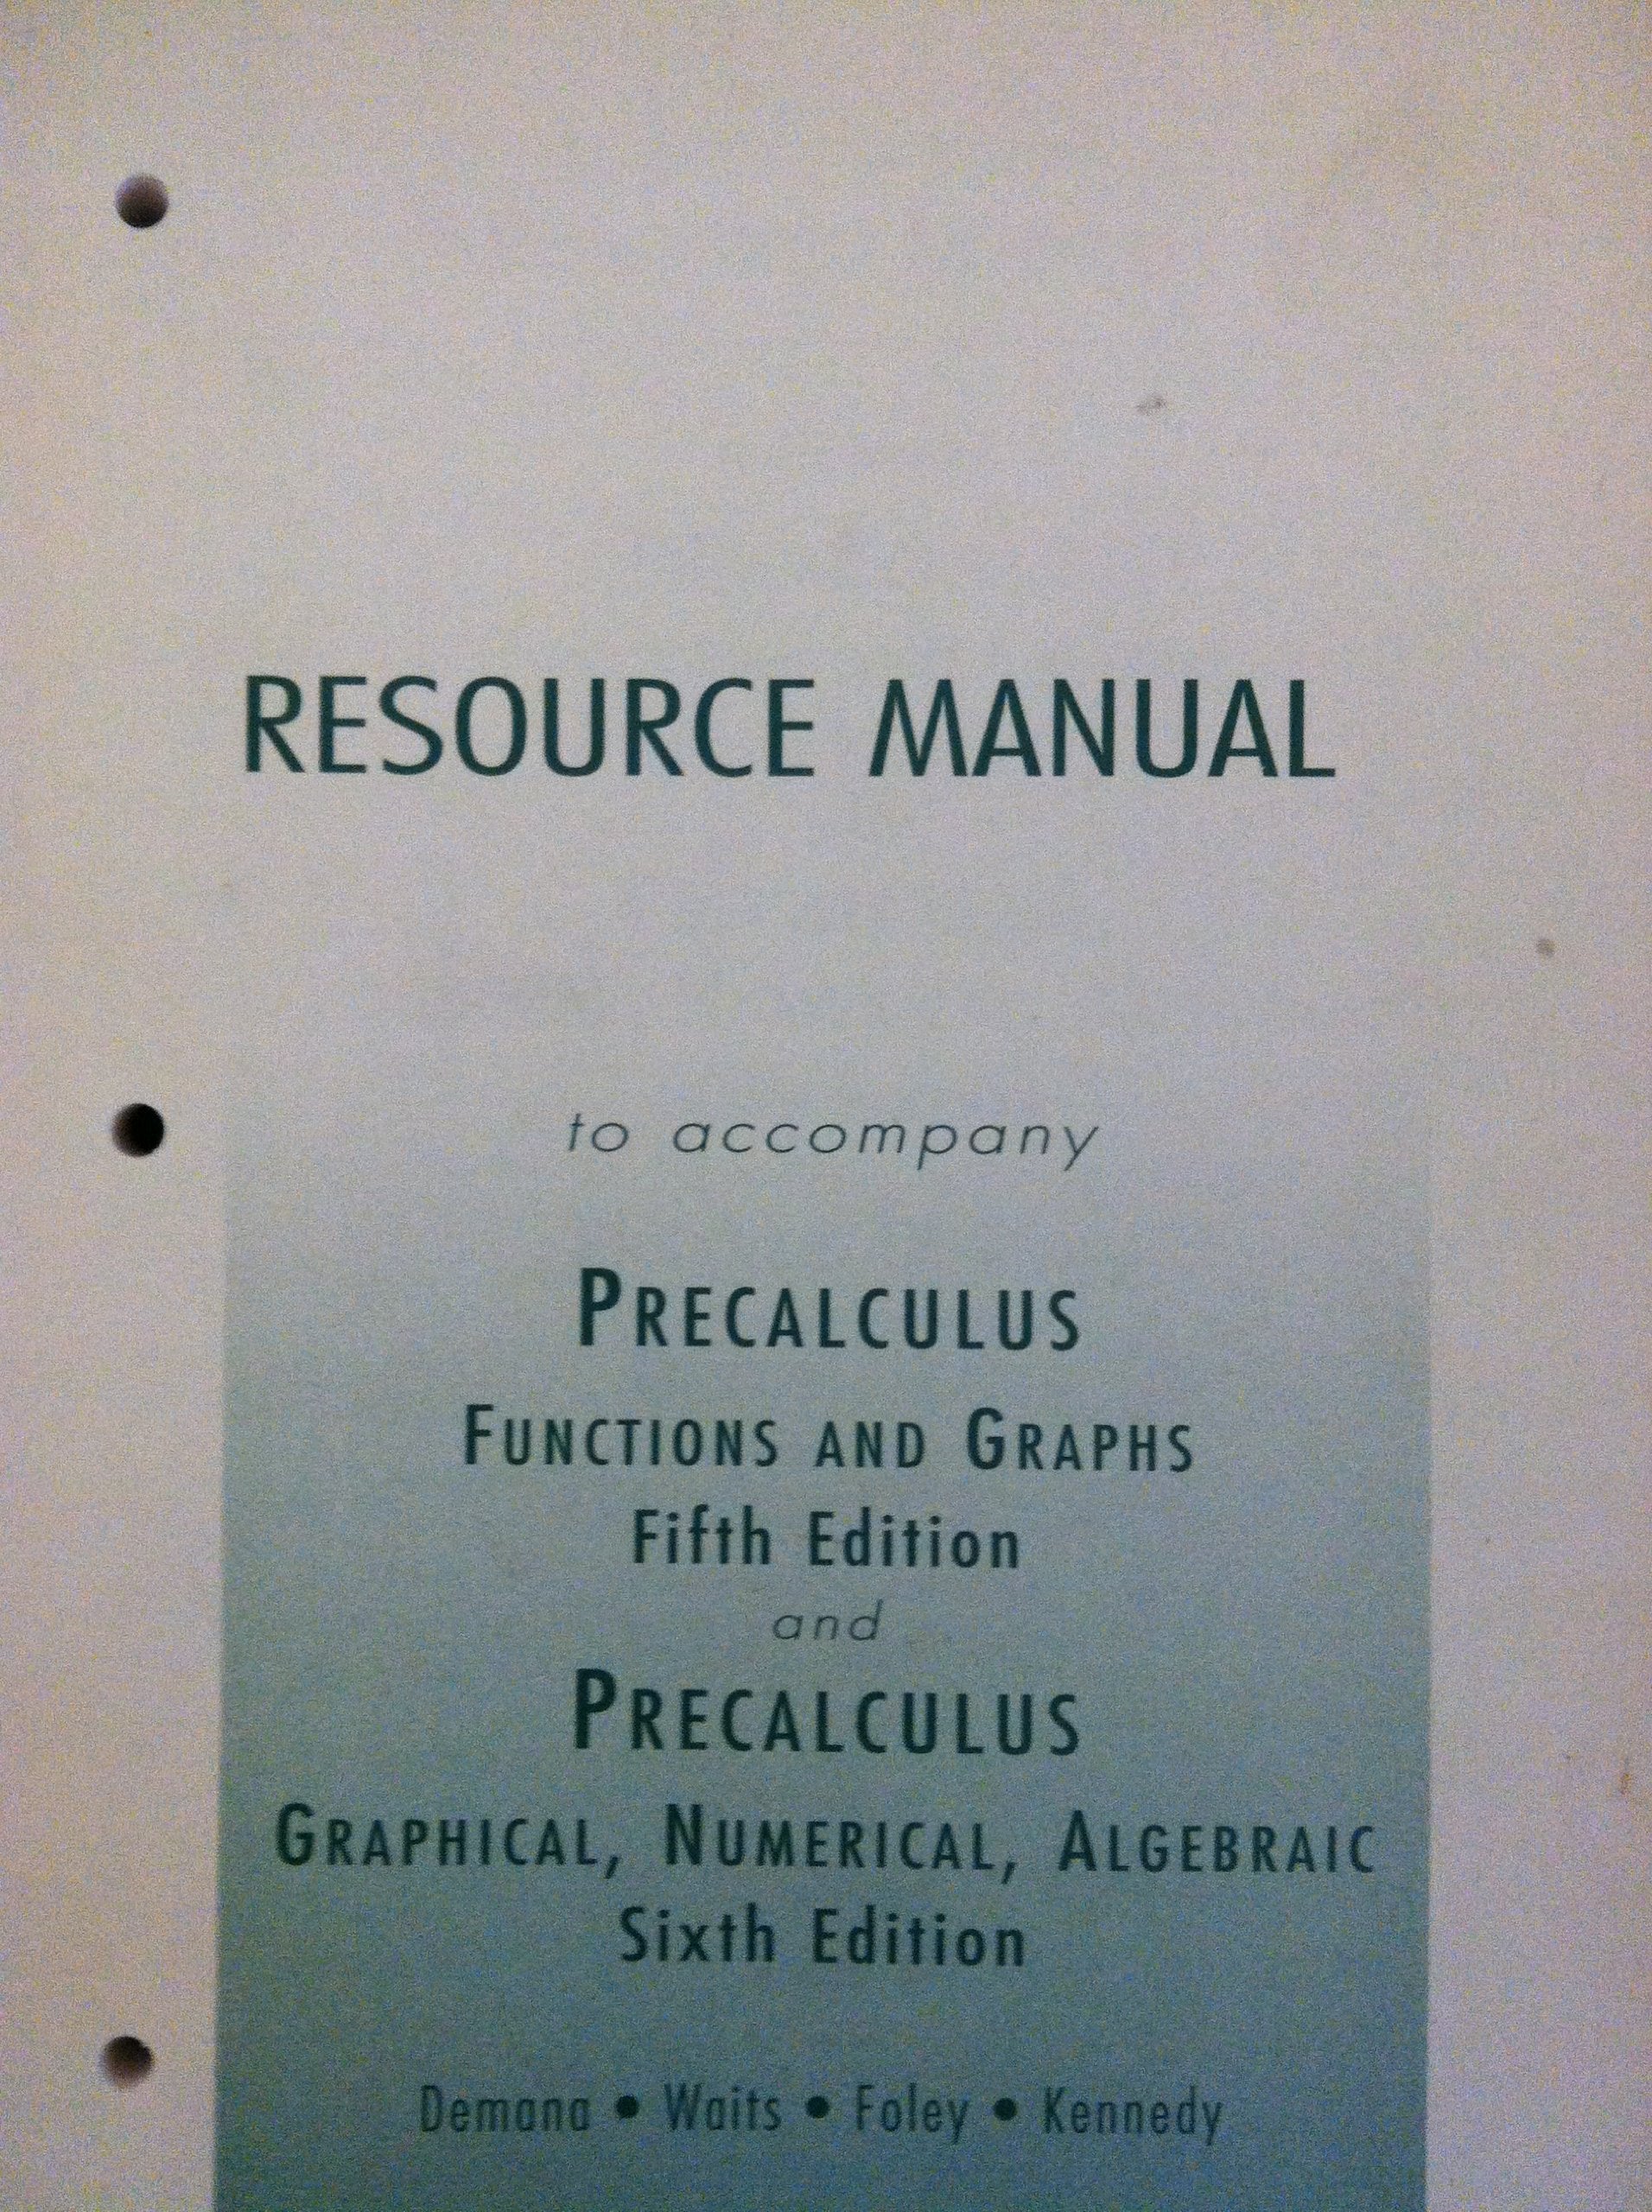 RESOURCE MANUAL
to accompany
PRECALCULUS
FUNCTIONS AND GRAPHS
Fifth Edition
and
PRECALCULUS
GRAPHICAL, NUMERICAL, ALGEBRAIC
Sixth Edition
Demana • Waits • Foley • Kennedy